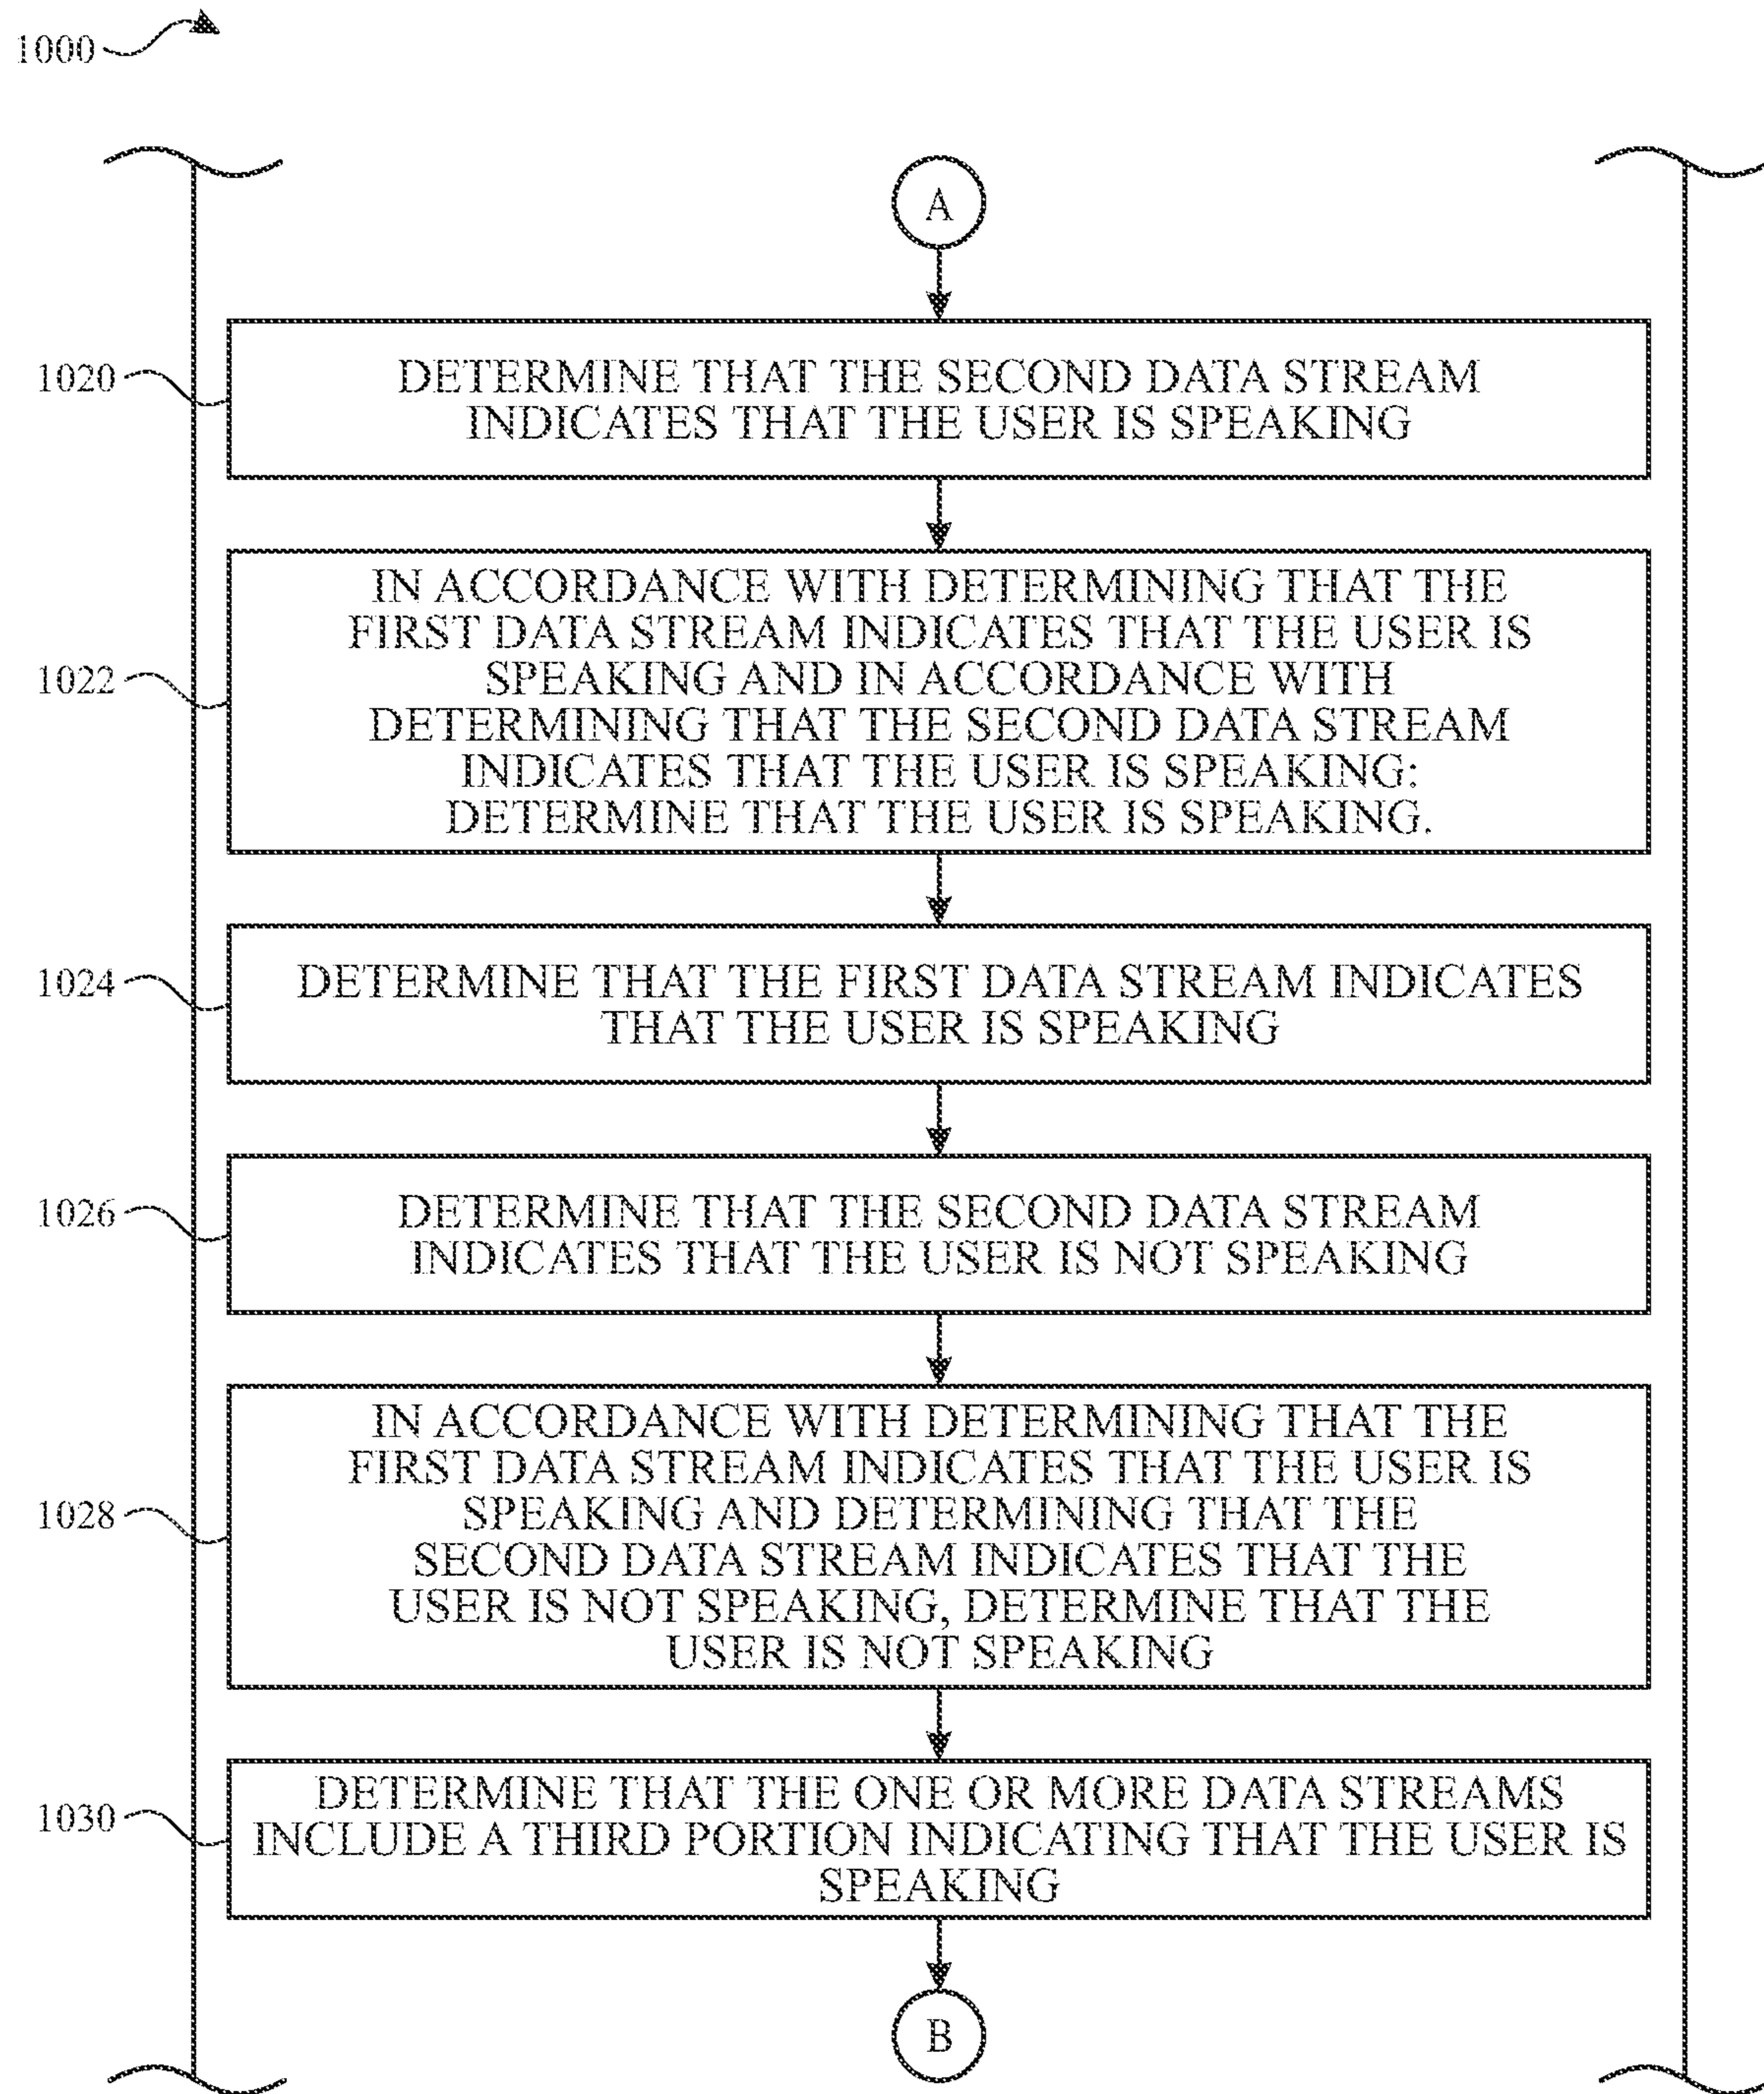 1000
A
1020
DETERMINE THAT THE SECOND DATA STREAM
INDICATES THAT THE USER IS SPEAKING
1022
IN ACCORDANCE WITH DETERMINING THAT THE
FIRST DATA STREAM INDICATES THAT THE USER IS
SPEAKING AND IN ACCORDANCE WITH
DETERMINING THAT THE SECOND DATA STREAM
INDICATES THAT THE USER IS SPEAKING:
DETERMINE THAT THE USER IS SPEAKING.
1024
DETERMINE THAT THE FIRST DATA STREAM INDICATES
THAT THE USER IS SPEAKING
1026
DETERMINE THAT THE SECOND DATA STREAM
INDICATES THAT THE USER IS NOT SPEAKING
1028
IN ACCORDANCE WITH DETERMINING THAT THE
FIRST DATA STREAM INDICATES THAT THE USER IS
SPEAKING AND DETERMINING THAT THE
SECOND DATA STREAM INDICATES THAT THE
USER IS NOT SPEAKING, DETERMINE THAT THE
USER IS NOT SPEAKING
1030
DETERMINE THAT THE ONE OR MORE DATA STREAMS
INCLUDE A THIRD PORTION INDICATING THAT THE USER IS
SPEAKING
B